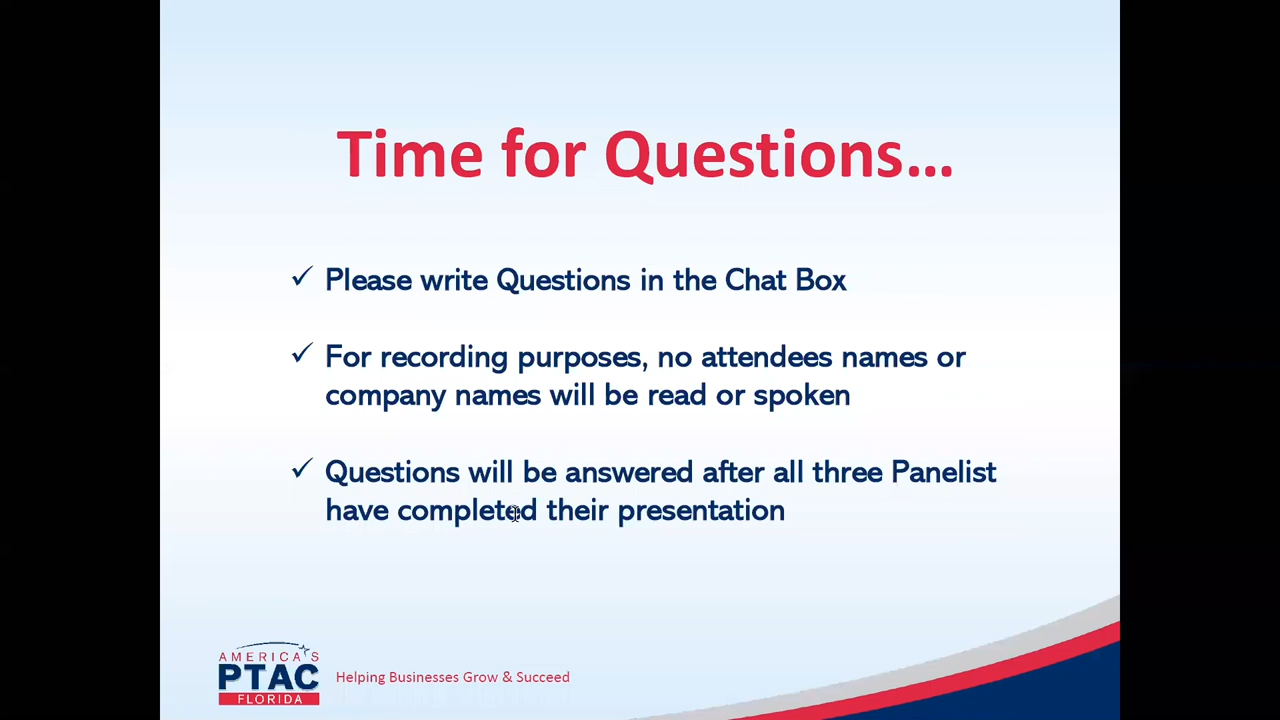 Time for Questions...
✓ Please write Questions in the Chat Box
✓ For recording purposes, no attendees names or
company names will be read or spoken
✓ Questions will be answered after all three Panelist
have completed their presentation
AMERICA'S
PTAC
FLORIDA
Helping Businesses Grow & Succeed